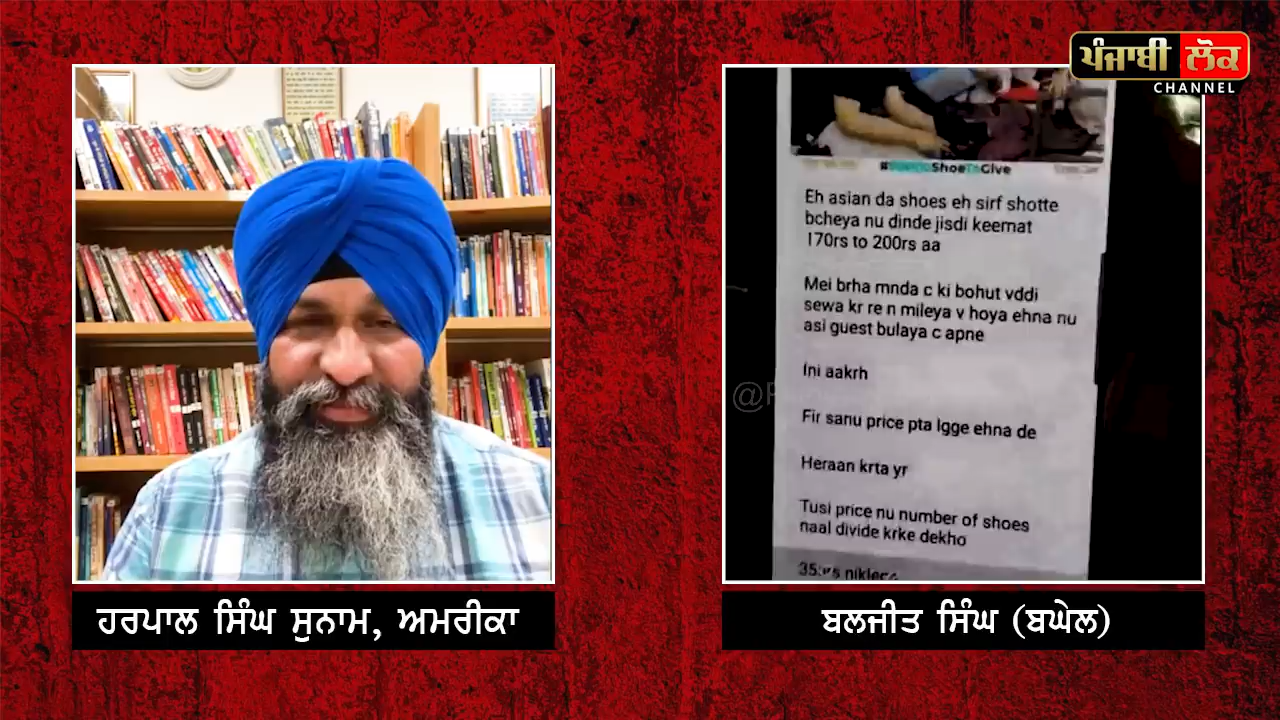 ਪੰਜਾਬੀ ਲੋਕ
CHANNEL
ShoeToGive
Eh asian da shoes eh sirf shotte
bcheya nu dinde jisdi keemat
170rs to 200rs aa
Mei brha mnda c ki bohut vddi
sewa kr re n mileya v hoya ehna nu
asi guest bulaya c apne
Ini aakrh
Fir sanu price pta lgge ehna de
Heraan krta yr
Tusi price nu number of shoes
naal divide krke dekho
ਹਰਪਾਲ ਸਿੰਘ ਸੁਨਾਮ, ਅਮਰੀਕਾ
ਬਲਜੀਤ ਸਿੰਘ (ਬਘੇਲ)